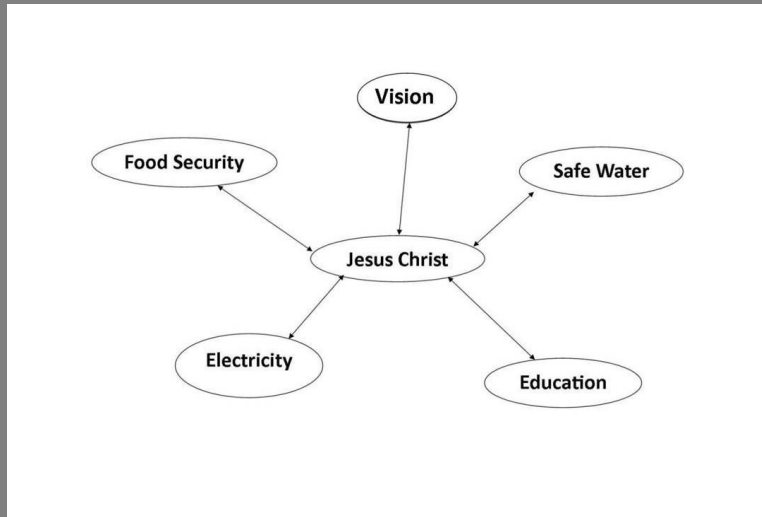 Vision
Food Security
Safe Water
Jesus Christ
Electricity
Education